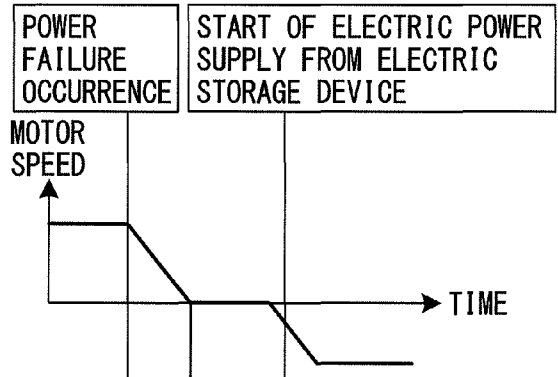 POWER
FAILURE
OCCURRENCE
START OF ELECTRIC POWER
SUPPLY FROM ELECTRIC
STORAGE DEVICE
MOTOR
SPEED
TIME